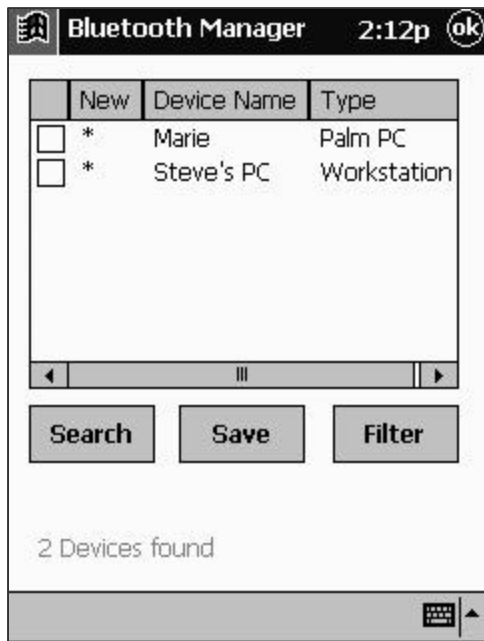 Bluetooth Manager 2:12p ok
New Device Name Type
* Marie Palm PC
* Steve's PC Workstation
Search Save Filter
2 Devices found